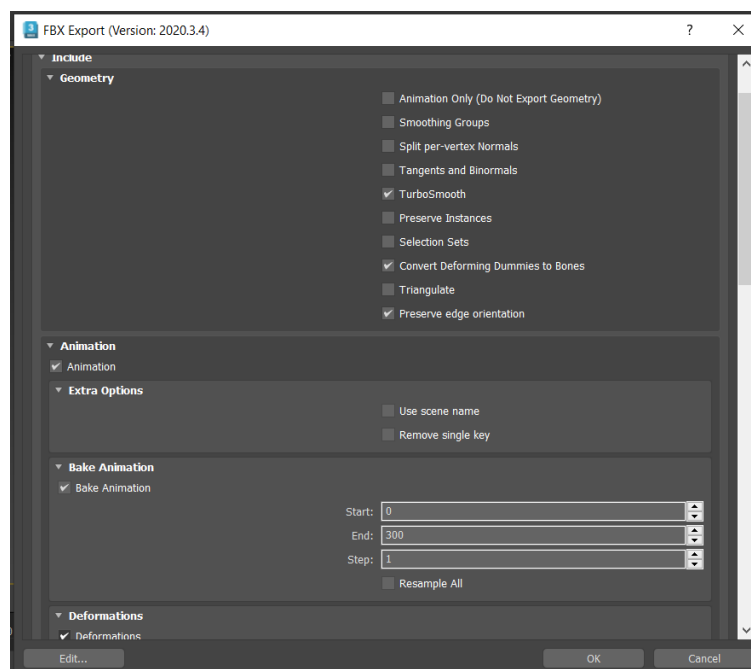 FBX Export (Version: 2020.3.4)
Include
Geometry
Animation Only (Do Not Export Geometry)
Smoothing Groups
Split per-vertex Normals
Tangents and Binormals
TurboSmooth
Preserve Instances
Selection Sets
Convert Deforming Dummies to Bones
Triangulate
Preserve edge orientation
Animation
Animation
Extra Options
Use scene name
Remove single key
Bake Animation
Bake Animation
Start: 0
End: 300
Step: 1
Resample All
Deformations
Deformations
Edit... OK Cancel